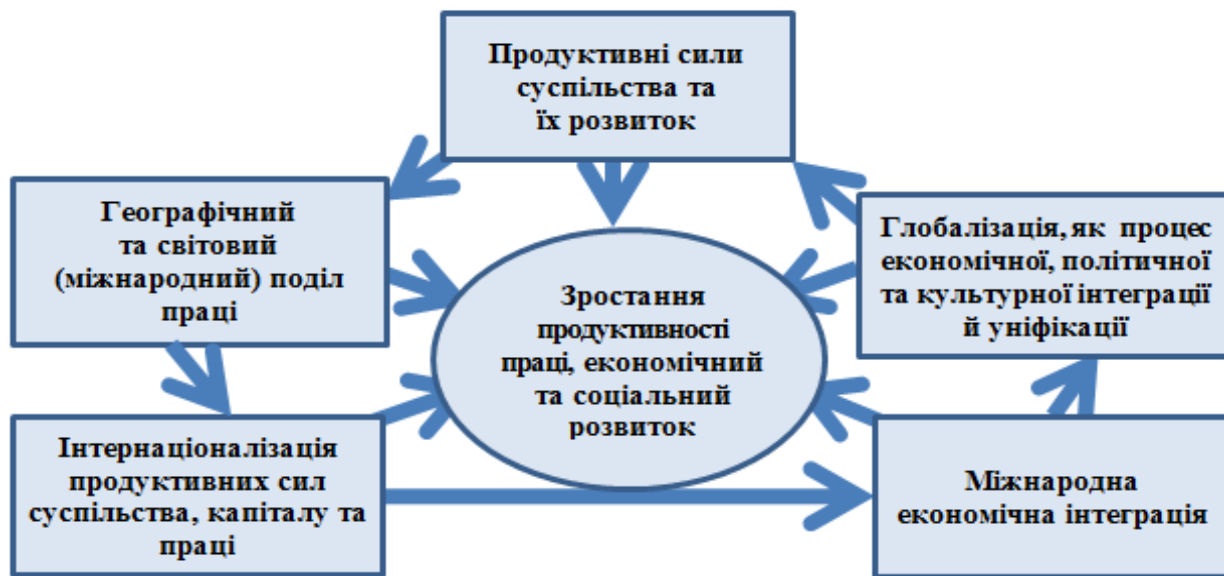 Продуктивні сили
суспільства та
їх розвиток
Географічний
та світовий
(міжнародний) поділ
праці
Глобалізація, як процес
економічної, політичної
та культурної інтеграції
й уніфікації
Зростання
продуктивності
праці, економічний
та соціальний
розвиток
Інтернаціоналізація
продуктивних сил
суспільства, капіталу та
праці
Міжнародна
економічна інтеграція